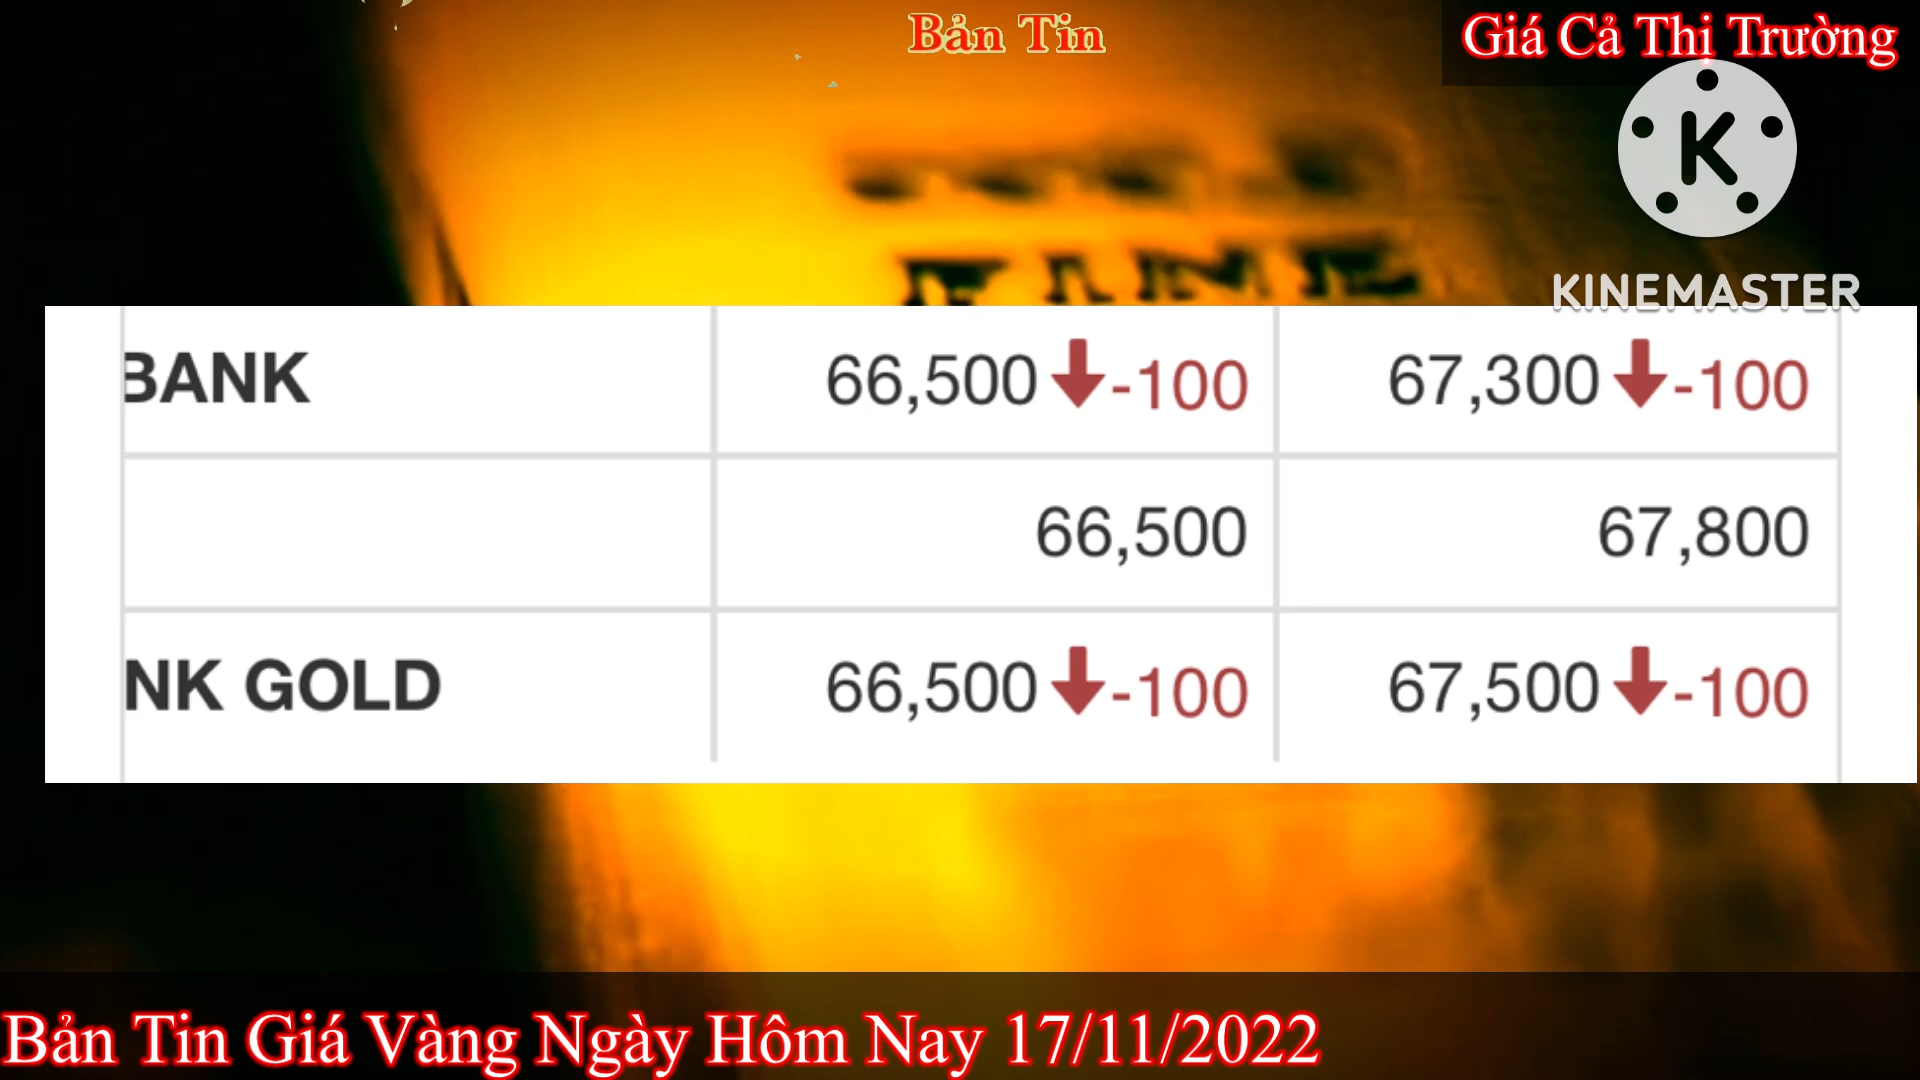 Bản Tin
Giá Cả Thị Trường
K
KINEMASTER
FINE
BANK 66,500 -100 67,300 -100
66,500 67,800
NK GOLD 66,500 -100 67,500 -100
Bản Tin Giá Vàng Ngày Hôm Nay 17/11/2022